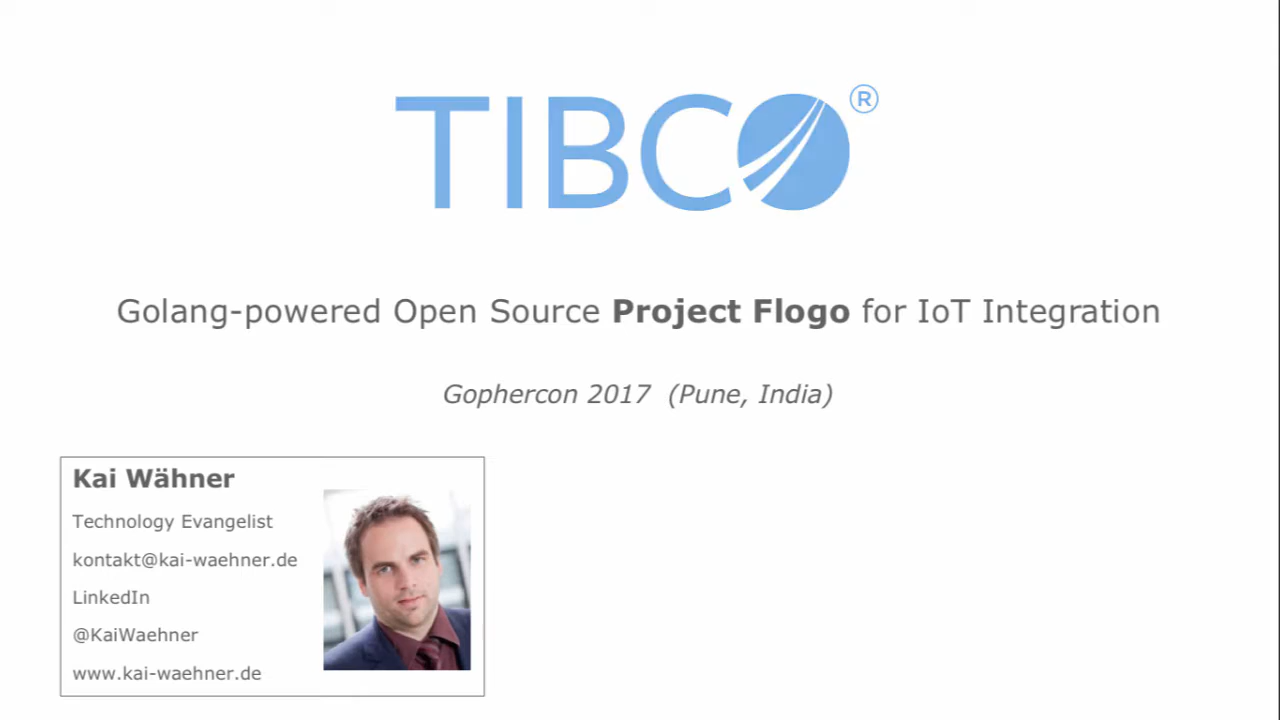 TIBCO®
Golang-powered Open Source Project Flogo for IoT Integration
Gophercon 2017 (Pune, India)
Kai Wähner
Technology Evangelist
kontakt@kai-waehner.de
LinkedIn
@KaiWaehner
www.kai-waehner.de